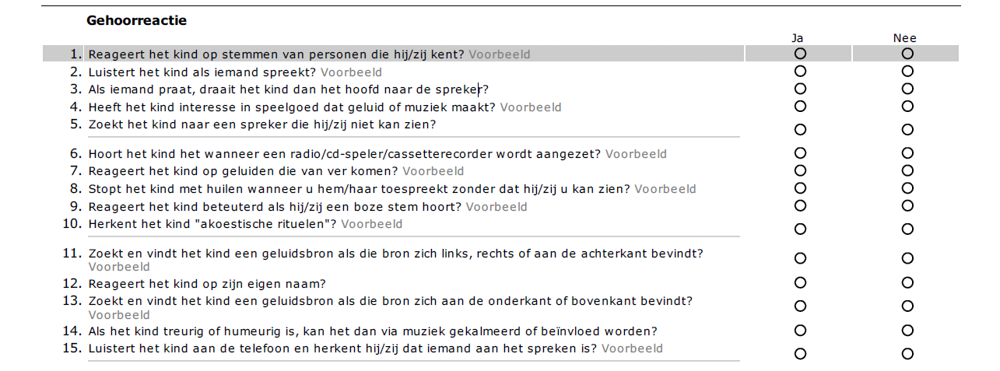 Gehoorreactie
Ja Nee
1. Reageert het kind op stemmen van personen die hij/zij kent? Voorbeeld
2. Luistert het kind als iemand spreekt? Voorbeeld
3. Als iemand praat, draait het kind dan het hoofd naar de spreker?
4. Heeft het kind interesse in speelgoed dat geluid of muziek maakt? Voorbeeld
5. Zoekt het kind naar een spreker die hij/zij niet kan zien?
6. Hoort het kind het wanneer een radio/cd-speler/cassetterecorder wordt aangezet? Voorbeeld
7. Reageert het kind op geluiden die van ver komen? Voorbeeld
8. Stopt het kind met huilen wanneer u hem/haar toespreekt zonder dat hij/zij u kan zien? Voorbeeld
9. Reageert het kind beteuterd als hij/zij een boze stem hoort? Voorbeeld
10. Herkent het kind "akoestische rituelen"? Voorbeeld
11. Zoekt en vindt het kind een geluidsbron als die bron zich links, rechts of aan de achterkant bevindt?
Voorbeeld
12. Reageert het kind op zijn eigen naam?
13. Zoekt en vindt het kind een geluidsbron als die bron zich aan de onderkant of bovenkant bevindt?
Voorbeeld
14. Als het kind treurig of humeurig is, kan het dan via muziek gekalmeerd of beïnvloed worden?
15. Luistert het kind aan de telefoon en herkent hij/zij dat iemand aan het spreken is? Voorbeeld